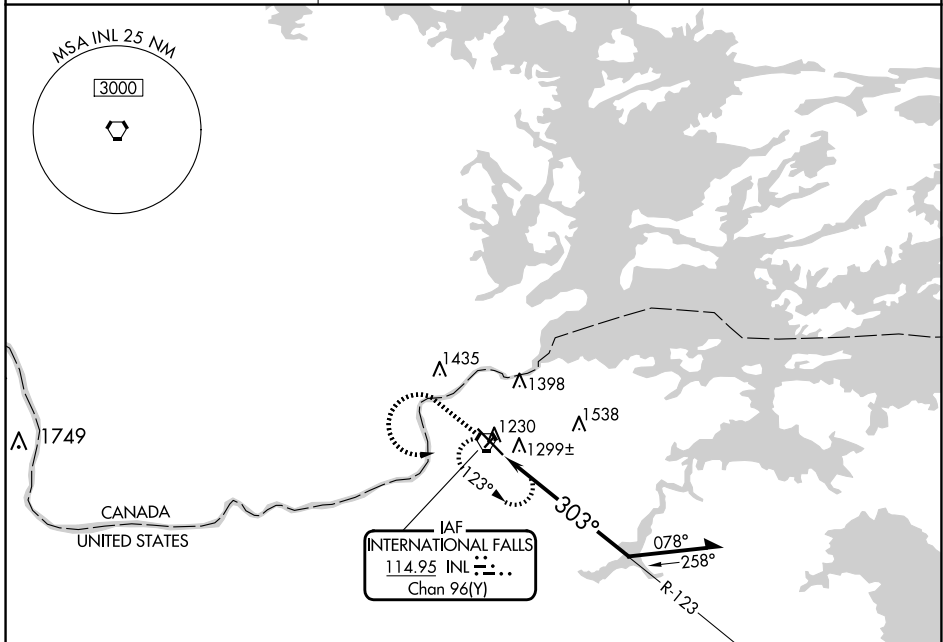 MSA INL 25 NM
3000
1435
1398
1538
1230
1299±
1749
123°
303°
CANADA
UNITED STATES
078°
258°
R-123
IAF
INTERNATIONAL FALLS
114.95 INL
Chan 96(Y)